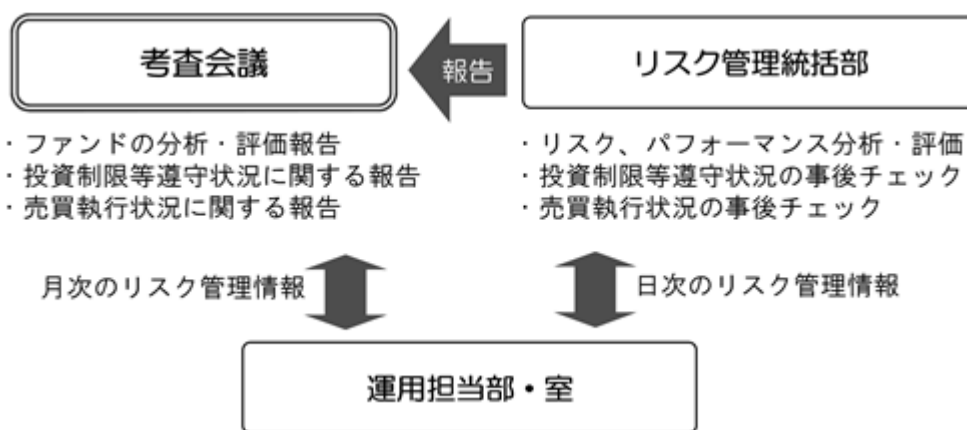 考査会議
報告
リスク管理統括部
・ファンドの分析・評価報告
・投資制限等遵守状況に関する報告
・売買執行状況に関する報告
・リスク、パフォーマンス分析・評価
・投資制限等遵守状況の事後チェック
・売買執行状況の事後チェック
月次のリスク管理情報
日次のリスク管理情報
運用担当部・室